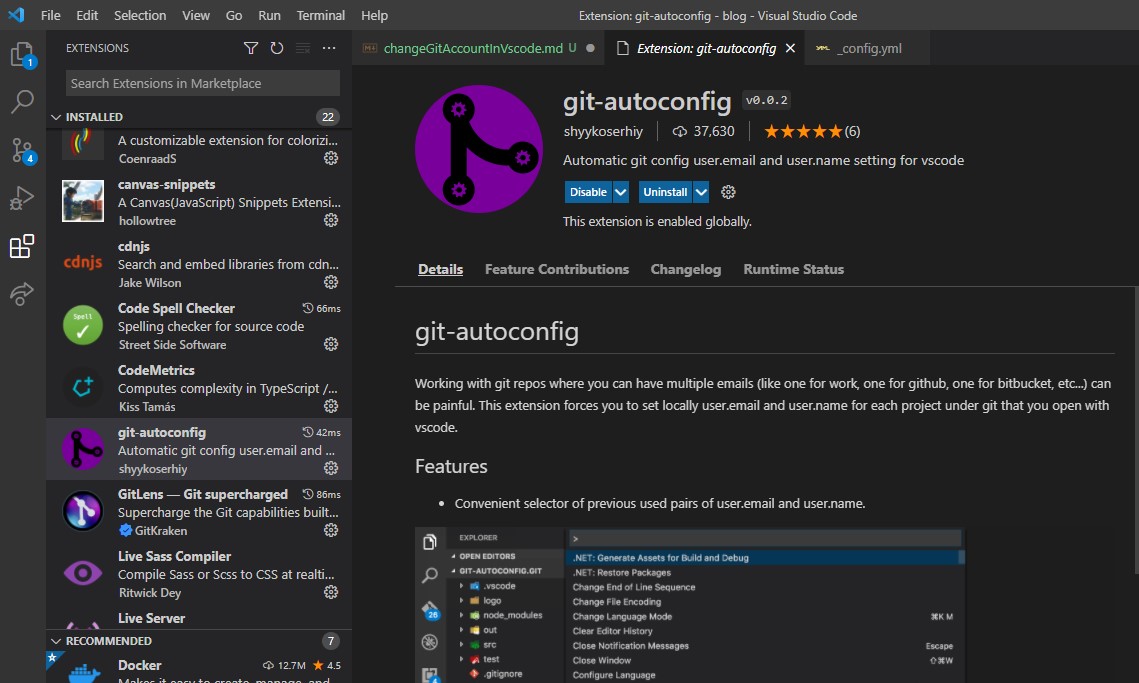 File Edit Selection View Go Run Terminal Help
Extension: git-autoconfig - blog - Visual Studio Code
1
4
EXTENSIONS
Search Extensions in Marketplace
INSTALLED 22
A customizable extension for colorizi...
CoenraadS
canvas-snippets
A Canvas(JavaScript) Snippets Extensi...
hollowtree
cdnjs
cdnjs
Search and embed libraries from cdn...
Jake Wilson
Code Spell Checker 66ms
Spell
Spelling checker for source code
Street Side Software
CodeMetrics
Computes complexity in TypeScript /...
Kiss Tamás
git-autoconfig 42ms
Automatic git config user.email and ...
shyykoserhiy
GitLens — Git supercharged 86ms
Supercharge the Git capabilities built...
GitKraken
Live Sass Compiler
Compile Sass or Scss to CSS at realti...
Ritwick Dey
Live Server
RECOMMENDED 7
Docker 12.7M 4.5
Makes it easy to create, manage, and
changeGitAccountInVscode.md U
Extension: git-autoconfig
_config.yml
git-autoconfig v0.0.2
shyykoserhiy 37,630 (6)
Automatic git config user.email and user.name setting for vscode
Disable Uninstall
This extension is enabled globally.
Details Feature Contributions Changelog Runtime Status
git-autoconfig
Working with git repos where you can have multiple emails (like one for work, one for github, one for bitbucket, etc...) can
be painful. This extension forces you to set locally user.email and user.name for each project under git that you open with
vscode.
Features
• Convenient selector of previous used pairs of user.email and user.name.
EXPLORER
OPEN EDITORS
GIT-AUTOCONFIG.GIT
.vscode
logo
node_modules
out
src
test
.gitignore
26
4
>
.NET: Generate Assets for Build and Debug
.NET: Restore Packages
Change End of Line Sequence
Change File Encoding
Change Language Mode ⌘K M
Clear Editor History
Close Notification Messages Escape
Close Window ⇧⌘W
Configure Language